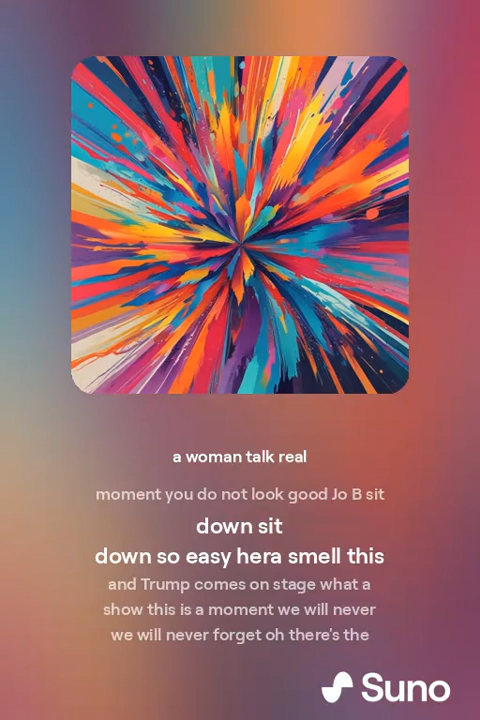 a woman talk real
moment you do not look good Jo B sit
down sit
down so easy hera smell this
and Trump comes on stage what a
show this is a moment we will never
we will never forget oh there's the
Suno